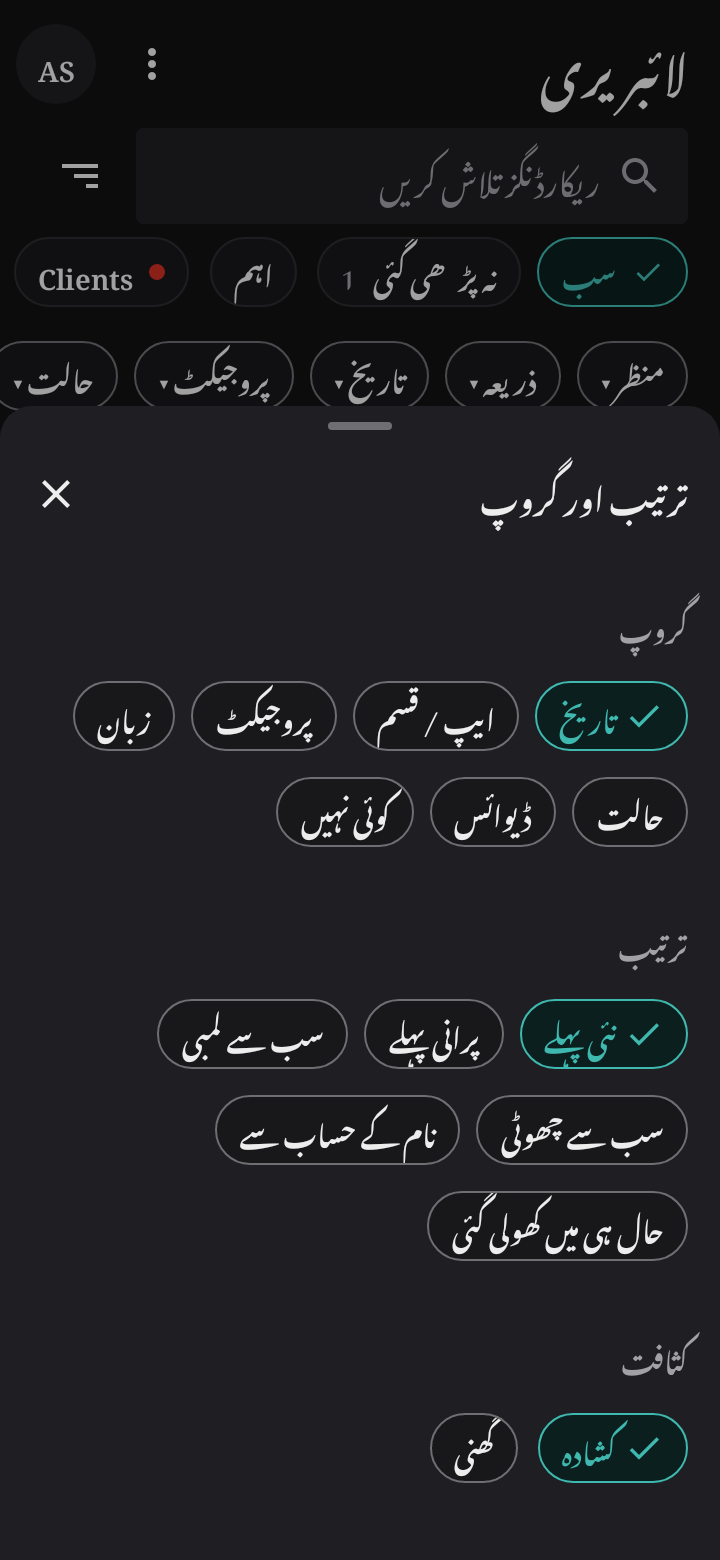 لائبریری
AS
ریکارڈنگز تلاش کریں
سب
نہ پڑھی گئی 1
اہم
Clients
منظر ▾
ذریعہ ▾
تاریخ ▾
پروجیکٹ ▾
حالت ▾
ترتیب اور گروپ
گروپ
تاریخ
ایپ / قسم
پروجیکٹ
زبان
حالت
ڈیوائس
کوئی نہیں
ترتیب
نئی پہلے
پرانی پہلے
سب سے لمبی
سب سے چھوٹی
نام کے حساب سے
حال ہی میں کھولی گئی
کثافت
کشادہ
گھنی